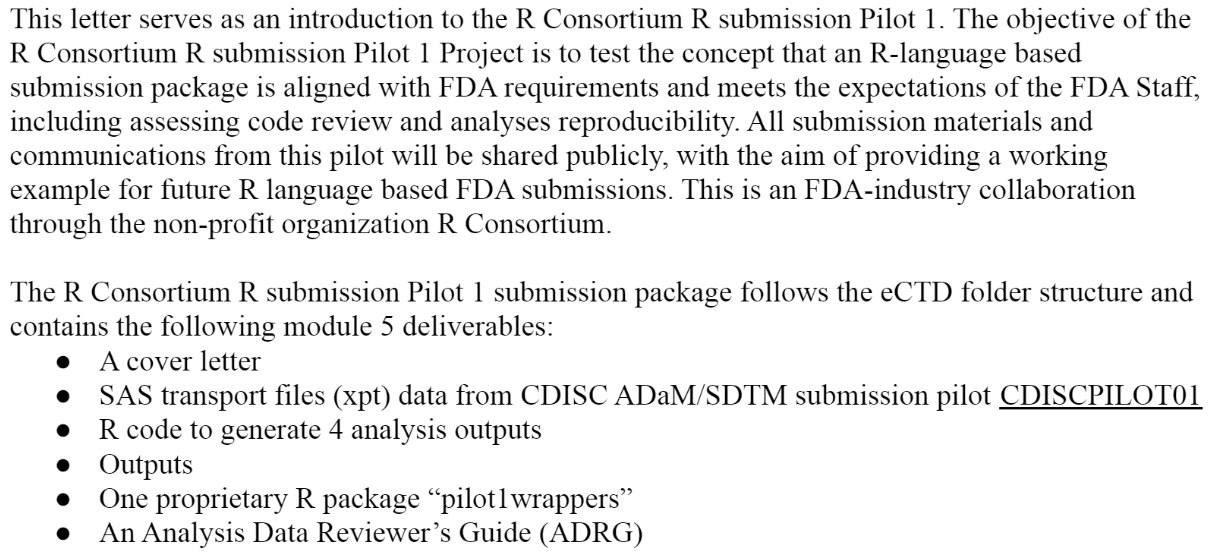 This letter serves as an introduction to the R Consortium R submission Pilot 1. The objective of the
R Consortium R submission Pilot 1 Project is to test the concept that an R-language based
submission package is aligned with FDA requirements and meets the expectations of the FDA Staff,
including assessing code review and analyses reproducibility. All submission materials and
communications from this pilot will be shared publicly, with the aim of providing a working
example for future R language based FDA submissions. This is an FDA-industry collaboration
through the non-profit organization R Consortium.

The R Consortium R submission Pilot 1 submission package follows the eCTD folder structure and
contains the following module 5 deliverables:
● A cover letter
● SAS transport files (xpt) data from CDISC ADaM/SDTM submission pilot CDISCPILOT01
● R code to generate 4 analysis outputs
● Outputs
● One proprietary R package “pilot1wrappers”
● An Analysis Data Reviewer’s Guide (ADRG)